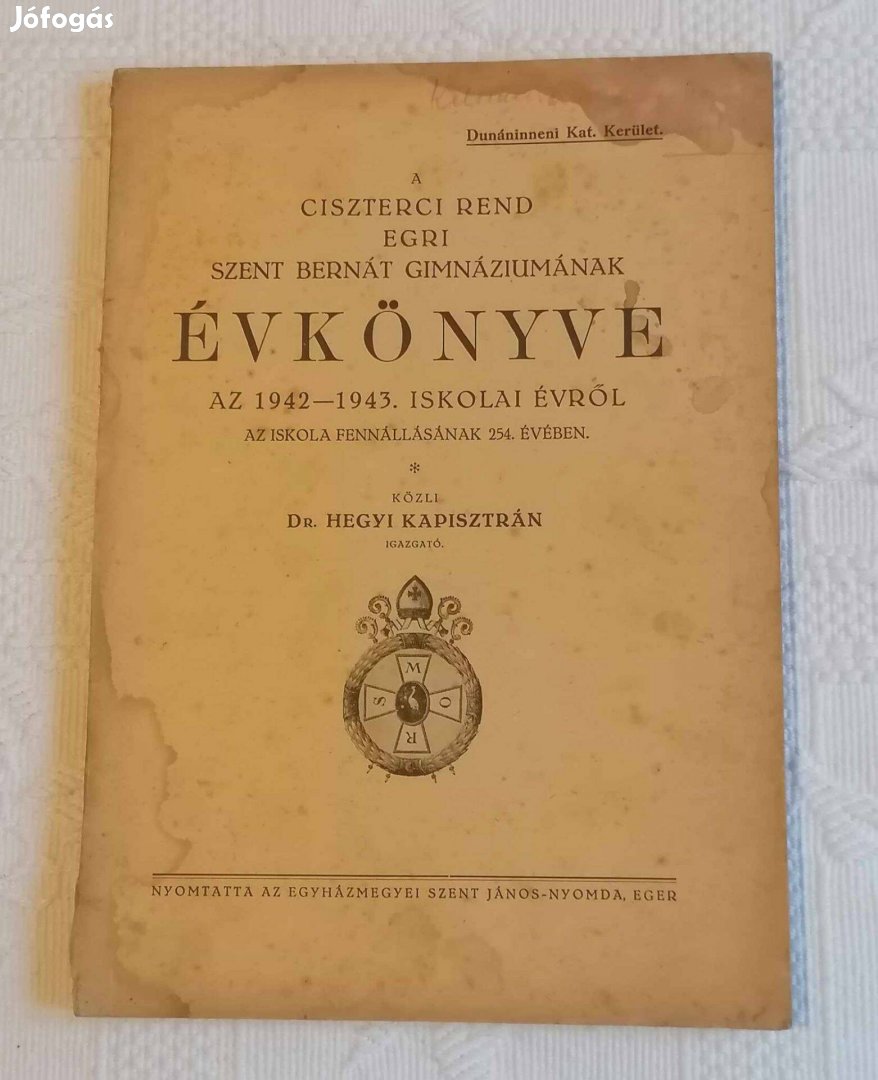 Jófogás
Dunáninneni Kat. Kerület.
A
CISZTERCI REND
EGRI
SZENT BERNÁT GIMNÁZIUMÁNAK
ÉVKÖNYVE
AZ 1942—1943. ISKOLAI ÉVRŐL
AZ ISKOLA FENNÁLLÁSÁNAK 254. ÉVÉBEN.
*
KÖZLI
DR. HEGYI KAPISZTRÁN
IGAZGATÓ.
M
S O
R
NYOMTATTA AZ EGYHÁZMEGYEI SZENT JÁNOS-NYOMDA, EGER